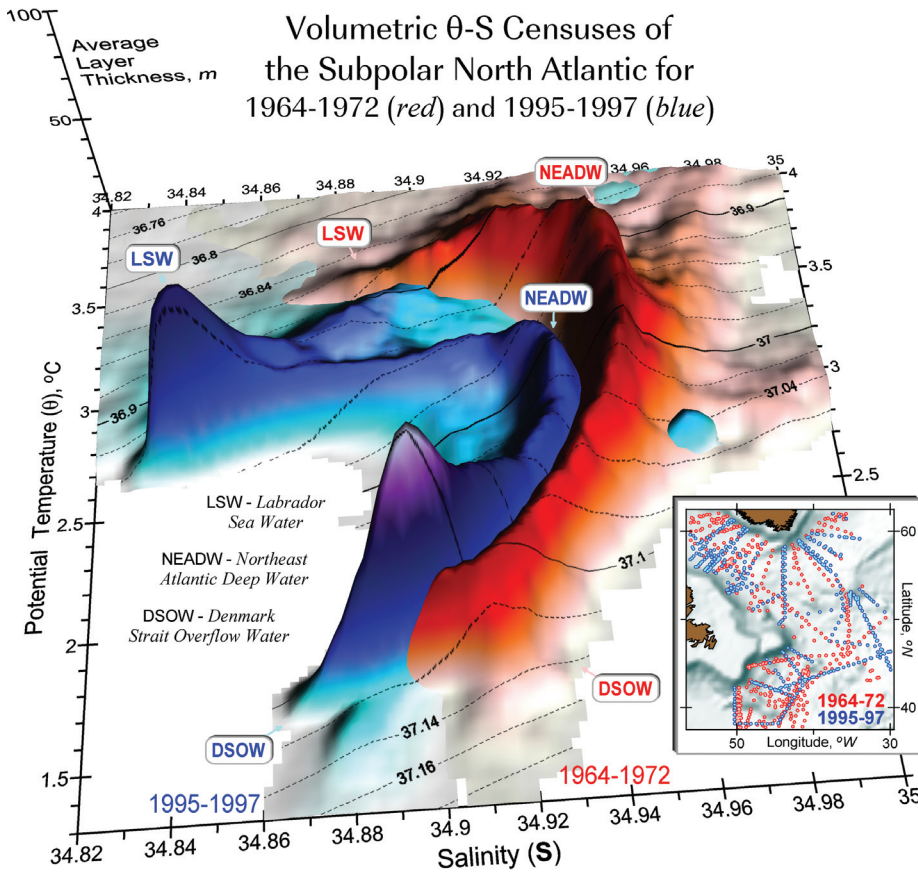 Volumetric θ-S Censuses of
the Subpolar North Atlantic for
1964-1972 (red) and 1995-1997 (blue)
100
Average
Layer
Thickness, m
50
34.82
34.84
34.86
34.88
34.9
34.92
34.96
34.98
35
4
4
NEADW
LSW
LSW
NEADW
36.76
36.8
36.84
36.9
36.9
37
37.04
37.1
37.14
37.16
3.5
3
2.5
2
1.5
3.5
3
2.5
Potential Temperature (θ), ºC
LSW - Labrador
Sea Water
NEADW - Northeast
Atlantic Deep Water
DSOW - Denmark
Strait Overflow Water
DSOW
DSOW
1995-1997
1964-1972
34.82
34.84
34.86
34.88
34.9
34.92
34.94
34.96
34.98
35
Salinity (S)
60
Latitude, ºN
40
1964-72
1995-97
50
Longitude, ºW
30